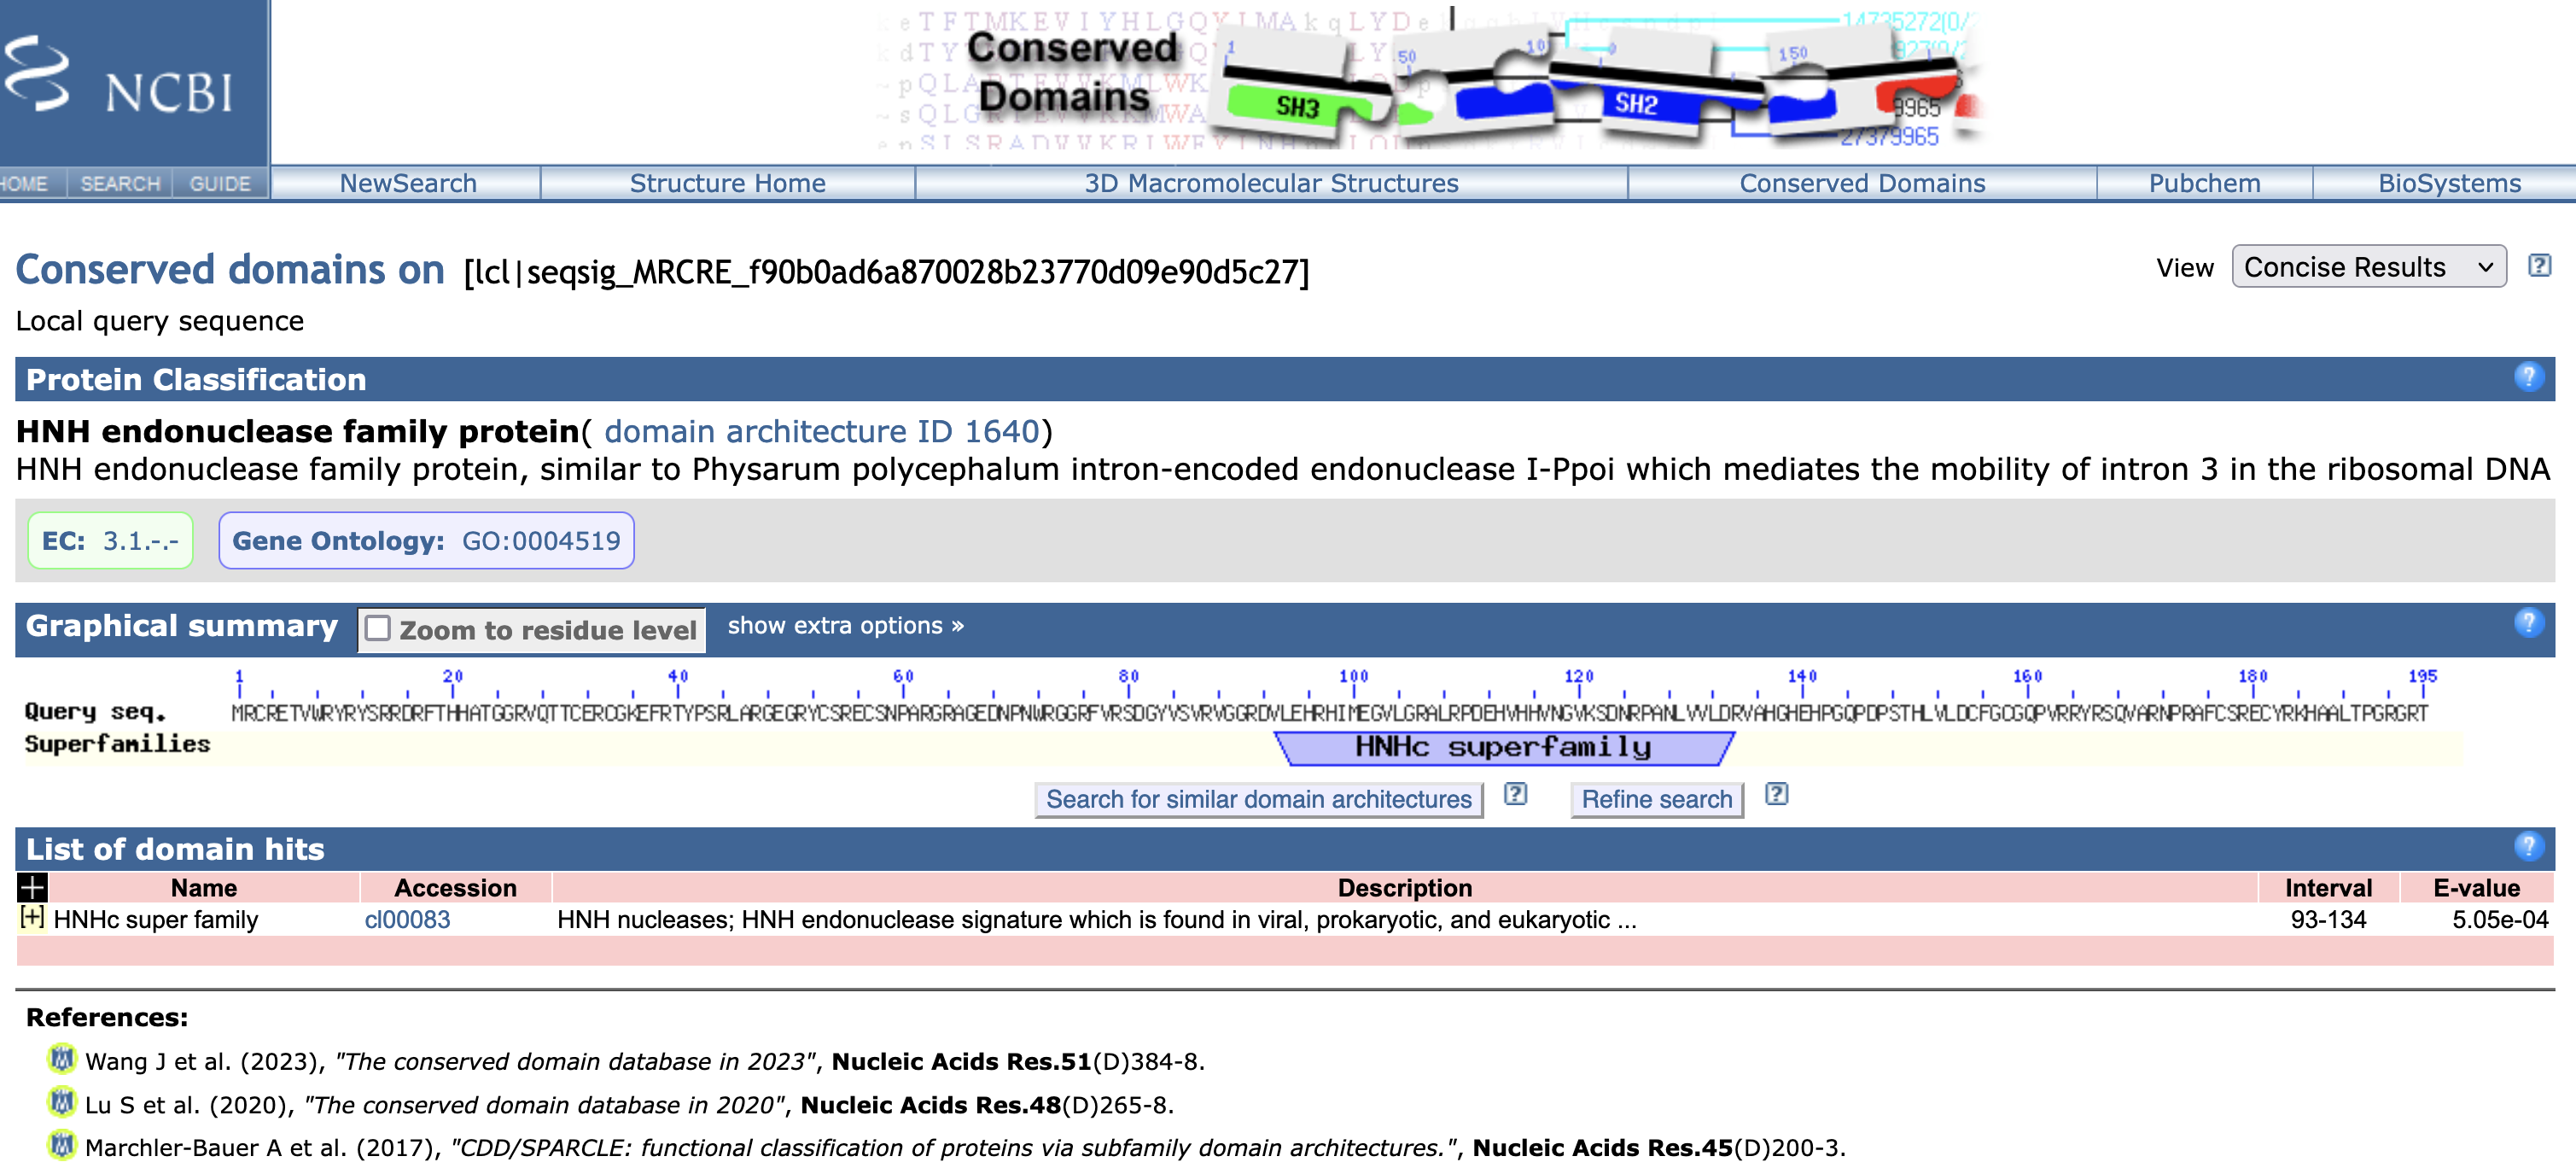 NCBI
Conserved
Domains
SH3
SH2
1
50
150
14735272(0/
9965
27379965
HOME SEARCH GUIDE NewSearch Structure Home 3D Macromolecular Structures Conserved Domains Pubchem BioSystems
Conserved domains on [lcl|seqsig_MRCRE_f90b0ad6a870028b23770d09e90d5c27]
View Concise Results
Local query sequence
Protein Classification
HNH endonuclease family protein( domain architecture ID 1640)
HNH endonuclease family protein, similar to Physarum polycephalum intron-encoded endonuclease I-Ppoi which mediates the mobility of intron 3 in the ribosomal DNA
EC: 3.1.-.- Gene Ontology: GO:0004519
Graphical summary Zoom to residue level show extra options »
1 20 40 60 80 100 120 140 160 180 195
Query seq. MRCRETVWRYRYSRRDRFTHHATGGRVQTTCERCGKEFRTYPSRLARGEGRYCSRECSNPARGRAGEDNPNWRGGRFVRSDGYVSVRVGGRDVLEHRHIMEGVLGRALRPDEHVHHVNGVKSDNRPANLVVLDRVAHGHEHPGQPDPSTHLVLDCFGCGQPVRRYRSQVARNPRAFCSRECYRKHAALTPGRGRT
Superfamilies HNHc superfamily
Search for similar domain architectures ? Refine search ?
List of domain hits
Name Accession Description Interval E-value
[+] HNHc super family cl00083 HNH nucleases; HNH endonuclease signature which is found in viral, prokaryotic, and eukaryotic ... 93-134 5.05e-04
References:
Wang J et al. (2023), "The conserved domain database in 2023", Nucleic Acids Res.51(D)384-8.
Lu S et al. (2020), "The conserved domain database in 2020", Nucleic Acids Res.48(D)265-8.
Marchler-Bauer A et al. (2017), "CDD/SPARCLE: functional classification of proteins via subfamily domain architectures.", Nucleic Acids Res.45(D)200-3.